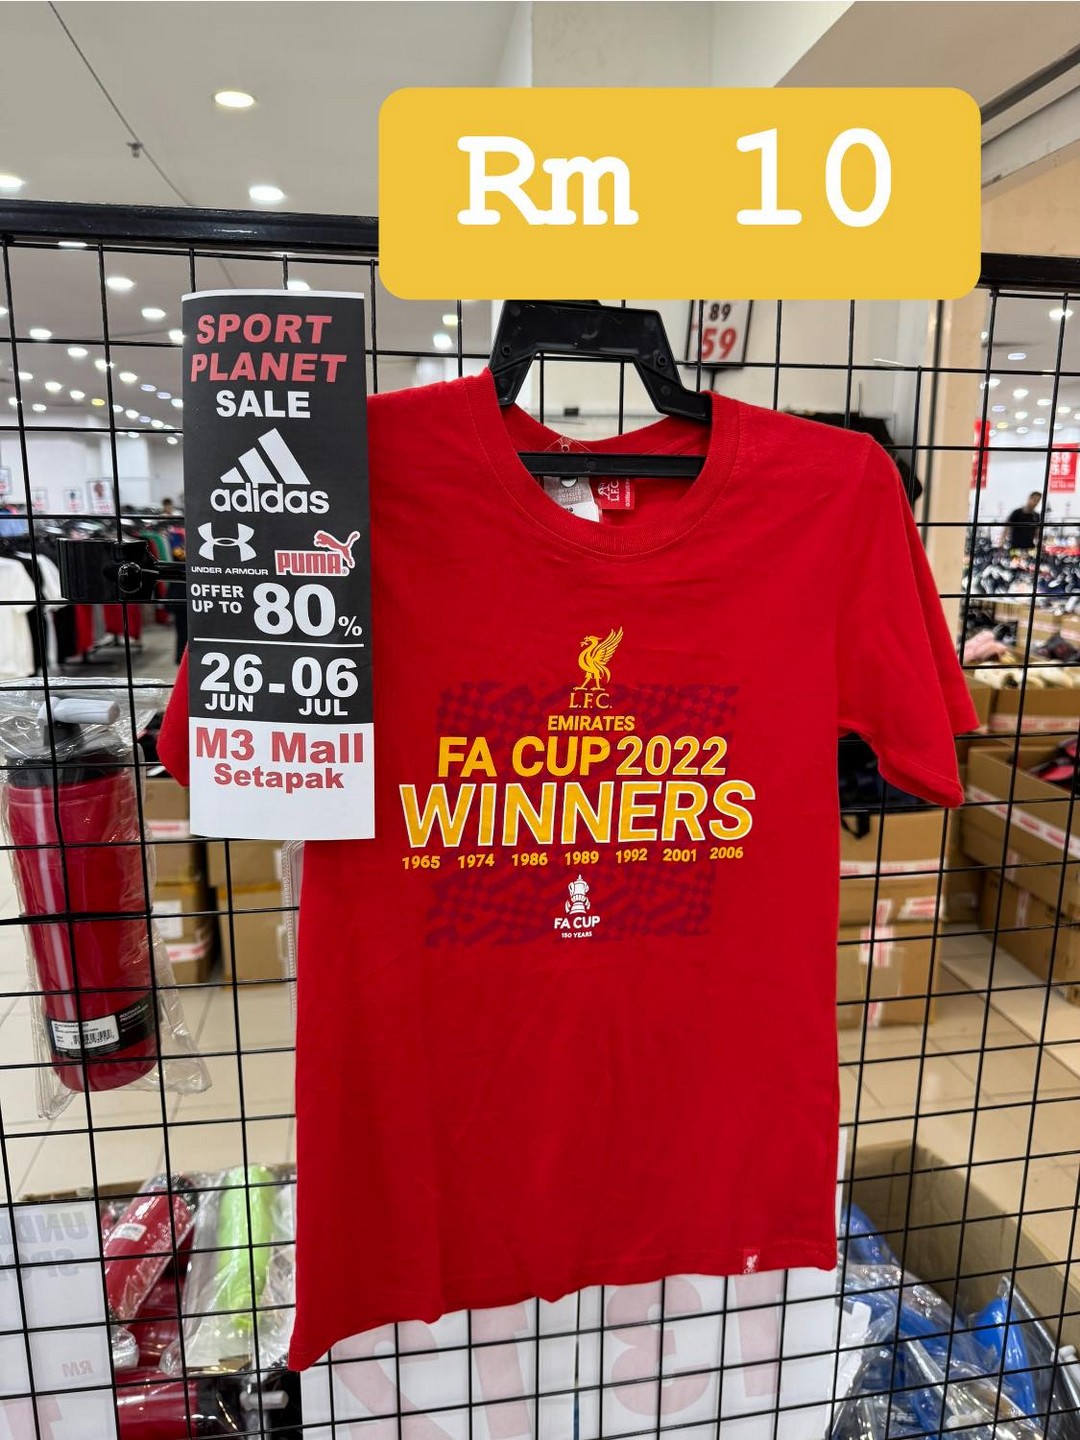 Rm 10
89
59
SPORT
PLANET
SALE
adidas
UNDER ARMOUR
PUMA
OFFER
UP TO
80%
26 - 06
JUN JUL
M3 Mall
Setapak
L.F.C.
EMIRATES
FA CUP 2022
WINNERS
1965 1974 1986 1989 1992 2001 2006
FA CUP
150 YEARS
RM